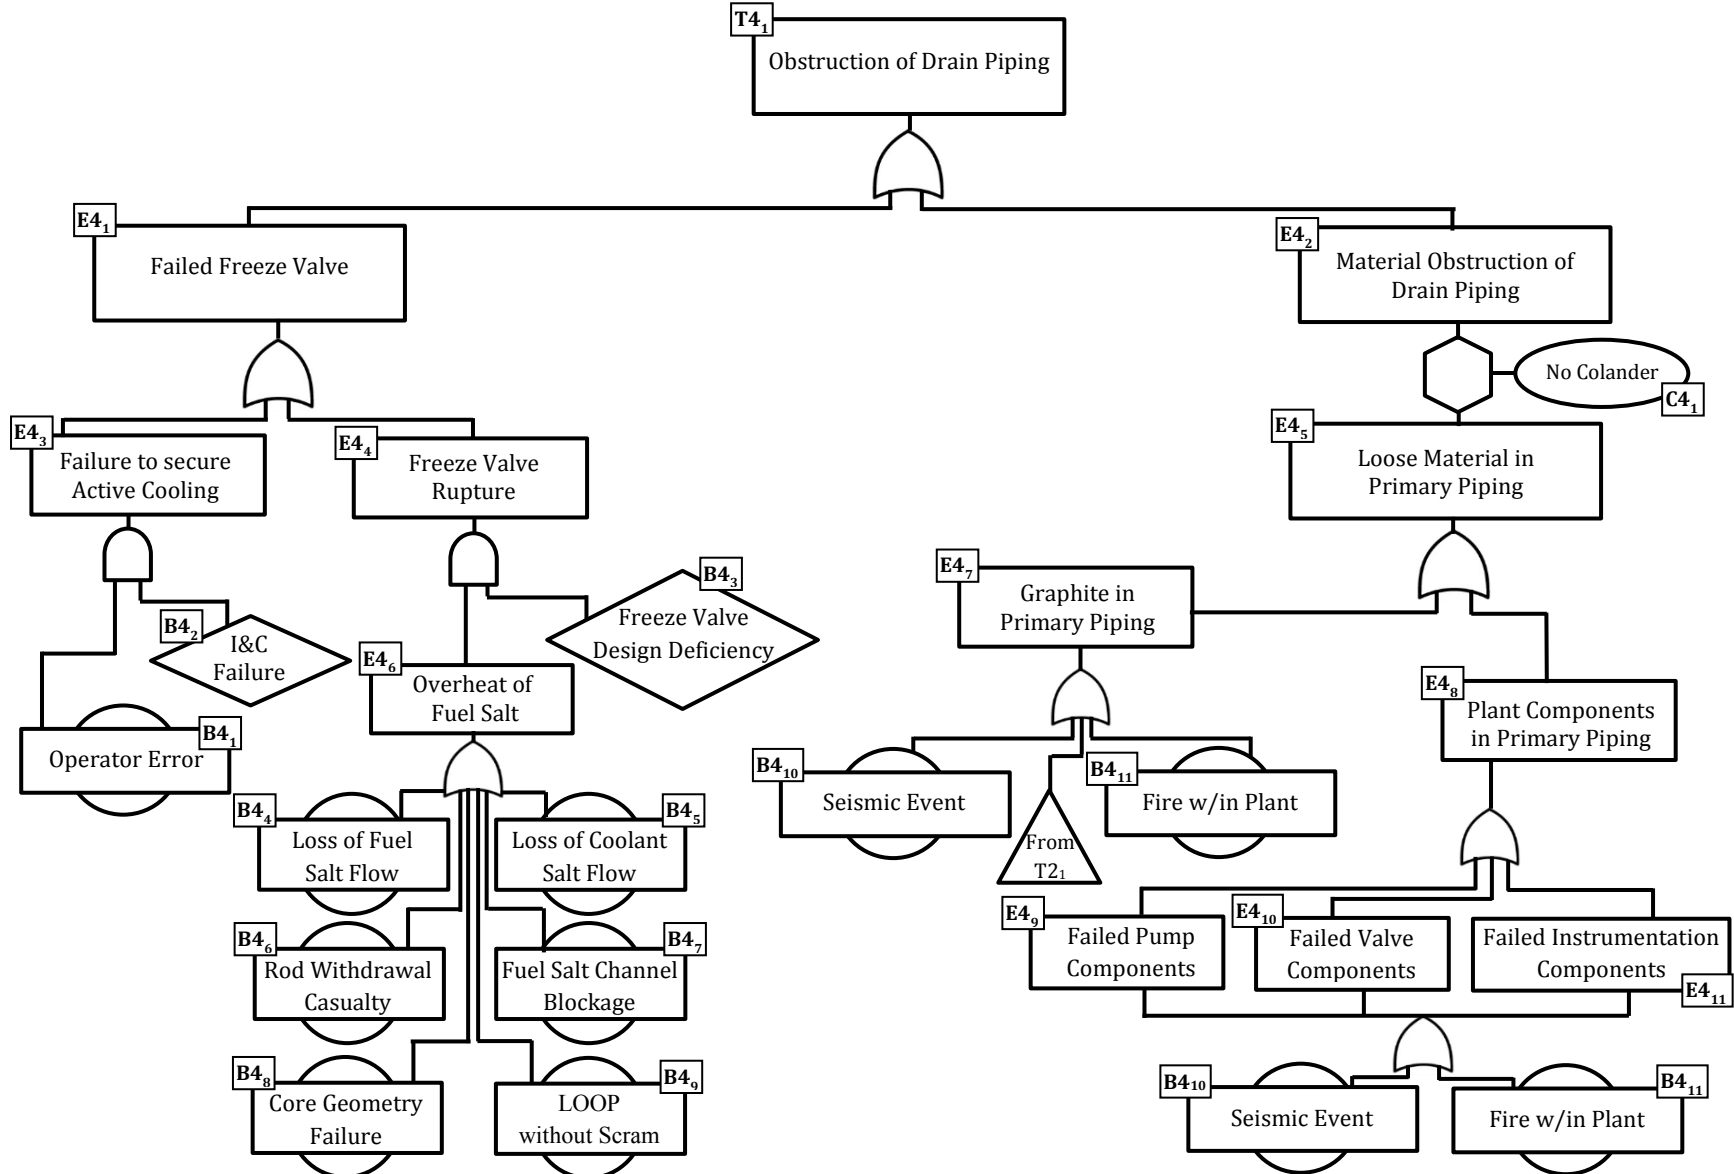 T4₁
Obstruction of Drain Piping
E4₁
Failed Freeze Valve
E4₂
Material Obstruction of
Drain Piping
No Colander
C4₁
E4₃
Failure to secure
Active Cooling
E4₄
Freeze Valve
Rupture
E4₅
Loose Material in
Primary Piping
B4₂
I&C
Failure
B4₁
Operator Error
B4₃
Freeze Valve
Design Deficiency
E4₆
Overheat of
Fuel Salt
E4₇
Graphite in
Primary Piping
E4₈
Plant Components
in Primary Piping
B4₄
Loss of Fuel
Salt Flow
B4₅
Loss of Coolant
Salt Flow
B4₆
Rod Withdrawal
Casualty
B4₇
Fuel Salt Channel
Blockage
B4₈
Core Geometry
Failure
B4₉
LOOP
without Scram
B4₁₀
Seismic Event
From
T2₁
B4₁₁
Fire w/in Plant
E4₉
Failed Pump
Components
E4₁₀
Failed Valve
Components
Failed Instrumentation
Components
E4₁₁
B4₁₀
Seismic Event
B4₁₁
Fire w/in Plant